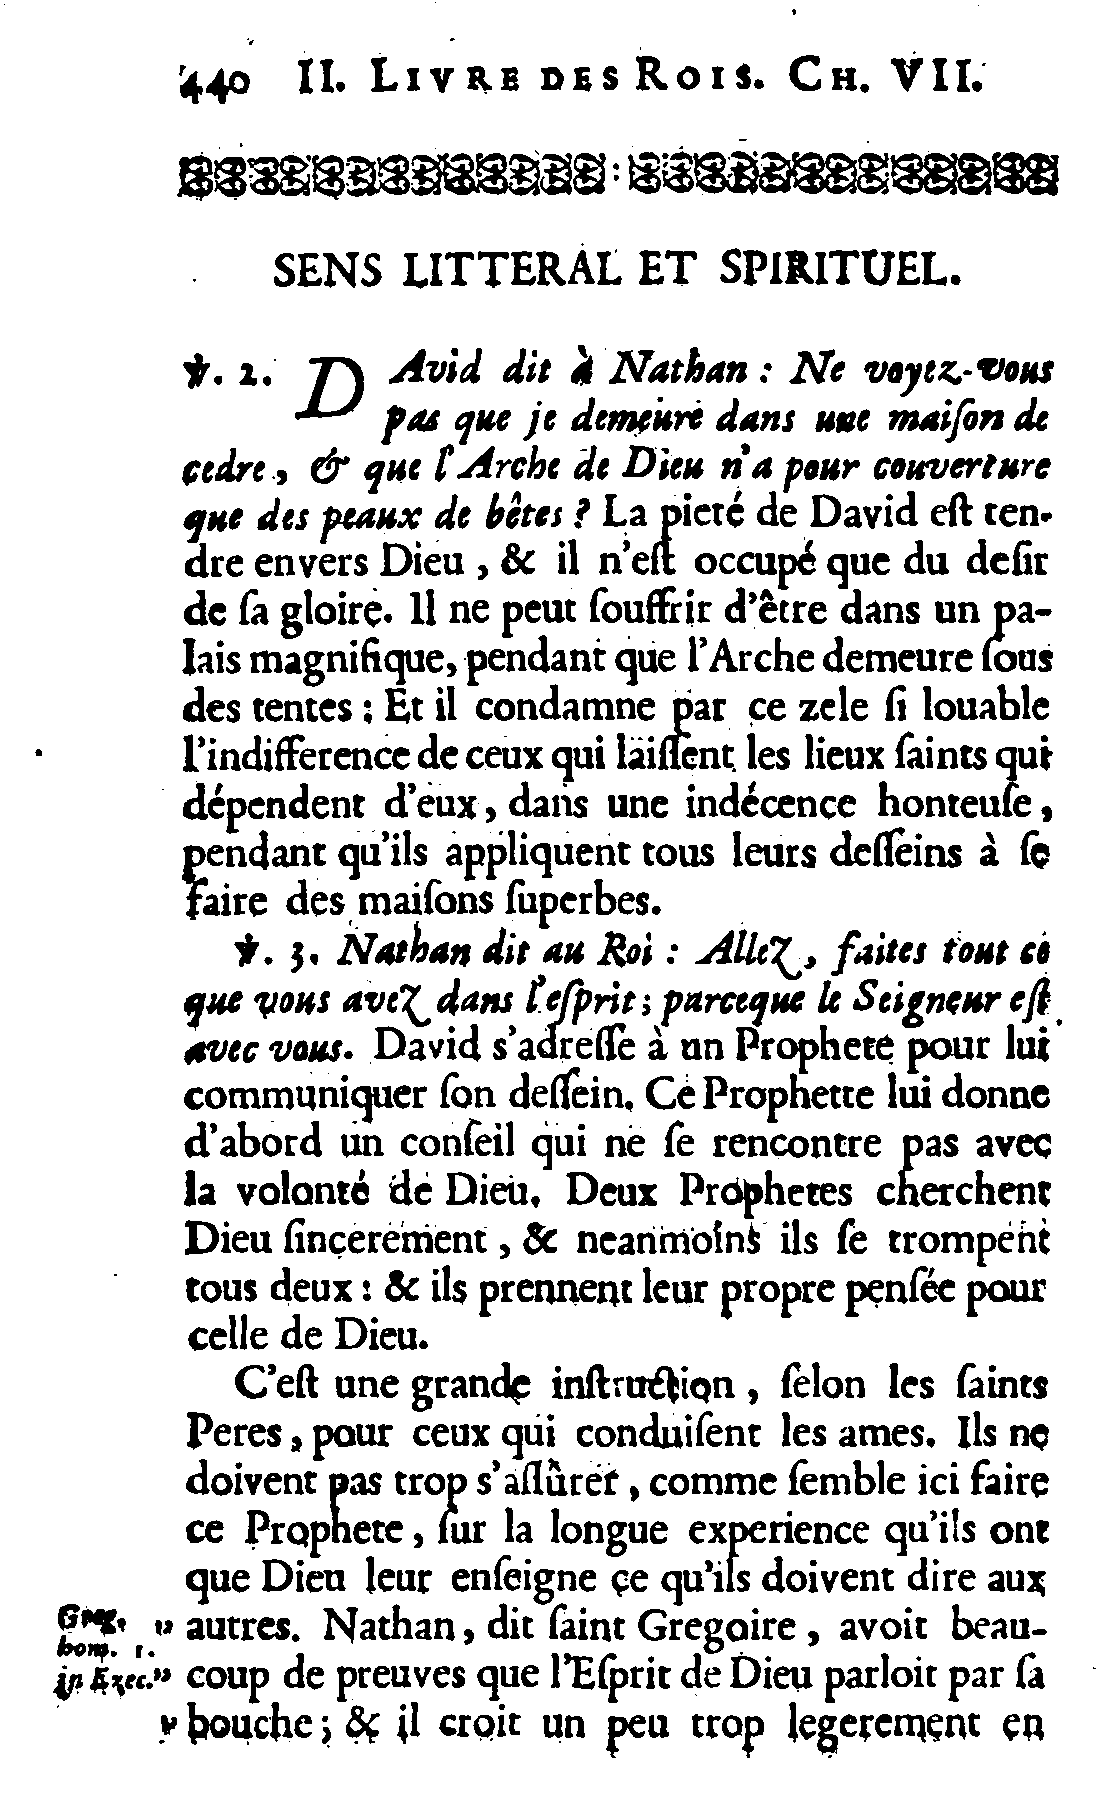 440 II. LIVRE DES ROIS. CH. VII.
SENS LITTERAL ET SPIRITUEL.
℣. 2. DAvid dit à Nathan : Ne voyez-vous
pas que je demeure dans une maiſon de
cedre, & que l'Arche de Dieu n'a pour couverture
que des peaux de bêtes ? La pieté de David eſt ten-
dre envers Dieu, & il n'eſt occupé que du deſir
de ſa gloire. Il ne peut ſouffrir d'être dans un pa-
lais magnifique, pendant que l'Arche demeure ſous
des tentes : Et il condamne par ce zele ſi louable
l'indifference de ceux qui laiſſent les lieux ſaints qui
dépendent d'eux, dans une indécence honteuſe,
pendant qu'ils appliquent tous leurs deſſeins à ſe
faire des maiſons ſuperbes.
℣. 3. Nathan dit au Roi : Allez, faites tout ce
que vous avez dans l'eſprit ; parceque le Seigneur eſt
avec vous. David s'adreſſe à un Prophete pour lui
communiquer ſon deſſein. Ce Prophette lui donne
d'abord un conſeil qui ne ſe rencontre pas avec
la volonté de Dieu. Deux Prophetes cherchent
Dieu ſincerement, & neanmoins ils ſe trompent
tous deux : & ils prennent leur propre penſée pour
celle de Dieu.
C'eſt une grande inſtruction, ſelon les ſaints
Peres, pour ceux qui conduiſent les ames. Ils ne
doivent pas trop s'aſſûrer, comme ſemble ici faire
ce Prophete, ſur la longue experience qu'ils ont
que Dieu leur enſeigne ce qu'ils doivent dire aux
Greg. " autres. Nathan, dit ſaint Gregoire, avoit beau-
hom. 1.
in Ezec. " coup de preuves que l'Eſprit de Dieu parloit par ſa
" bouche ; & il croit un peu trop legerement en